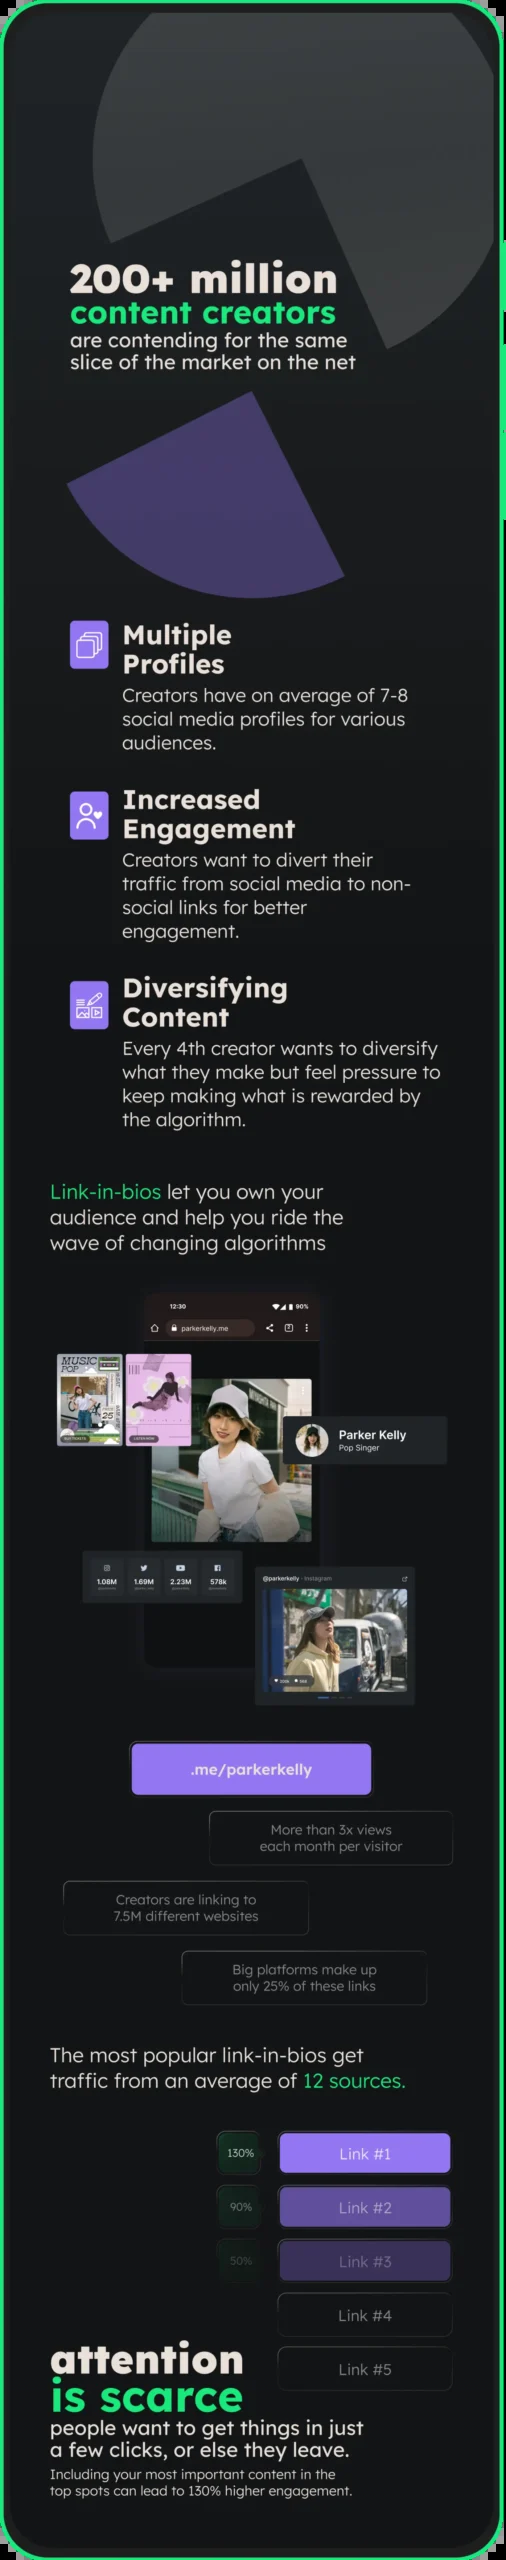 200+ million
content creators
are contending for the same
slice of the market on the net
Multiple
Profiles
Creators have on average of 7-8
social media profiles for various
audiences.
Increased
Engagement
Creators want to divert their
traffic from social media to non-
social links for better
engagement.
Diversifying
Content
Every 4th creator wants to diversify
what they make but feel pressure to
keep making what is rewarded by
the algorithm.
Link-in-bios let you own your
audience and help you ride the
wave of changing algorithms
12:30 90%
parkerkelly.me
MUSIC
POP
25
Parker Kelly
Pop Singer
1.08M 1.69M 2.23M 578k
@parkerkelly · Instagram
.me/parkerkelly
More than 3x views
each month per visitor
Creators are linking to
7.5M different websites
Big platforms make up
only 25% of these links
The most popular link-in-bios get
traffic from an average of 12 sources.
130% Link #1
90% Link #2
50% Link #3
Link #4
Link #5
attention
is scarce
people want to get things in just
a few clicks, or else they leave.
Including your most important content in the
top spots can lead to 130% higher engagement.